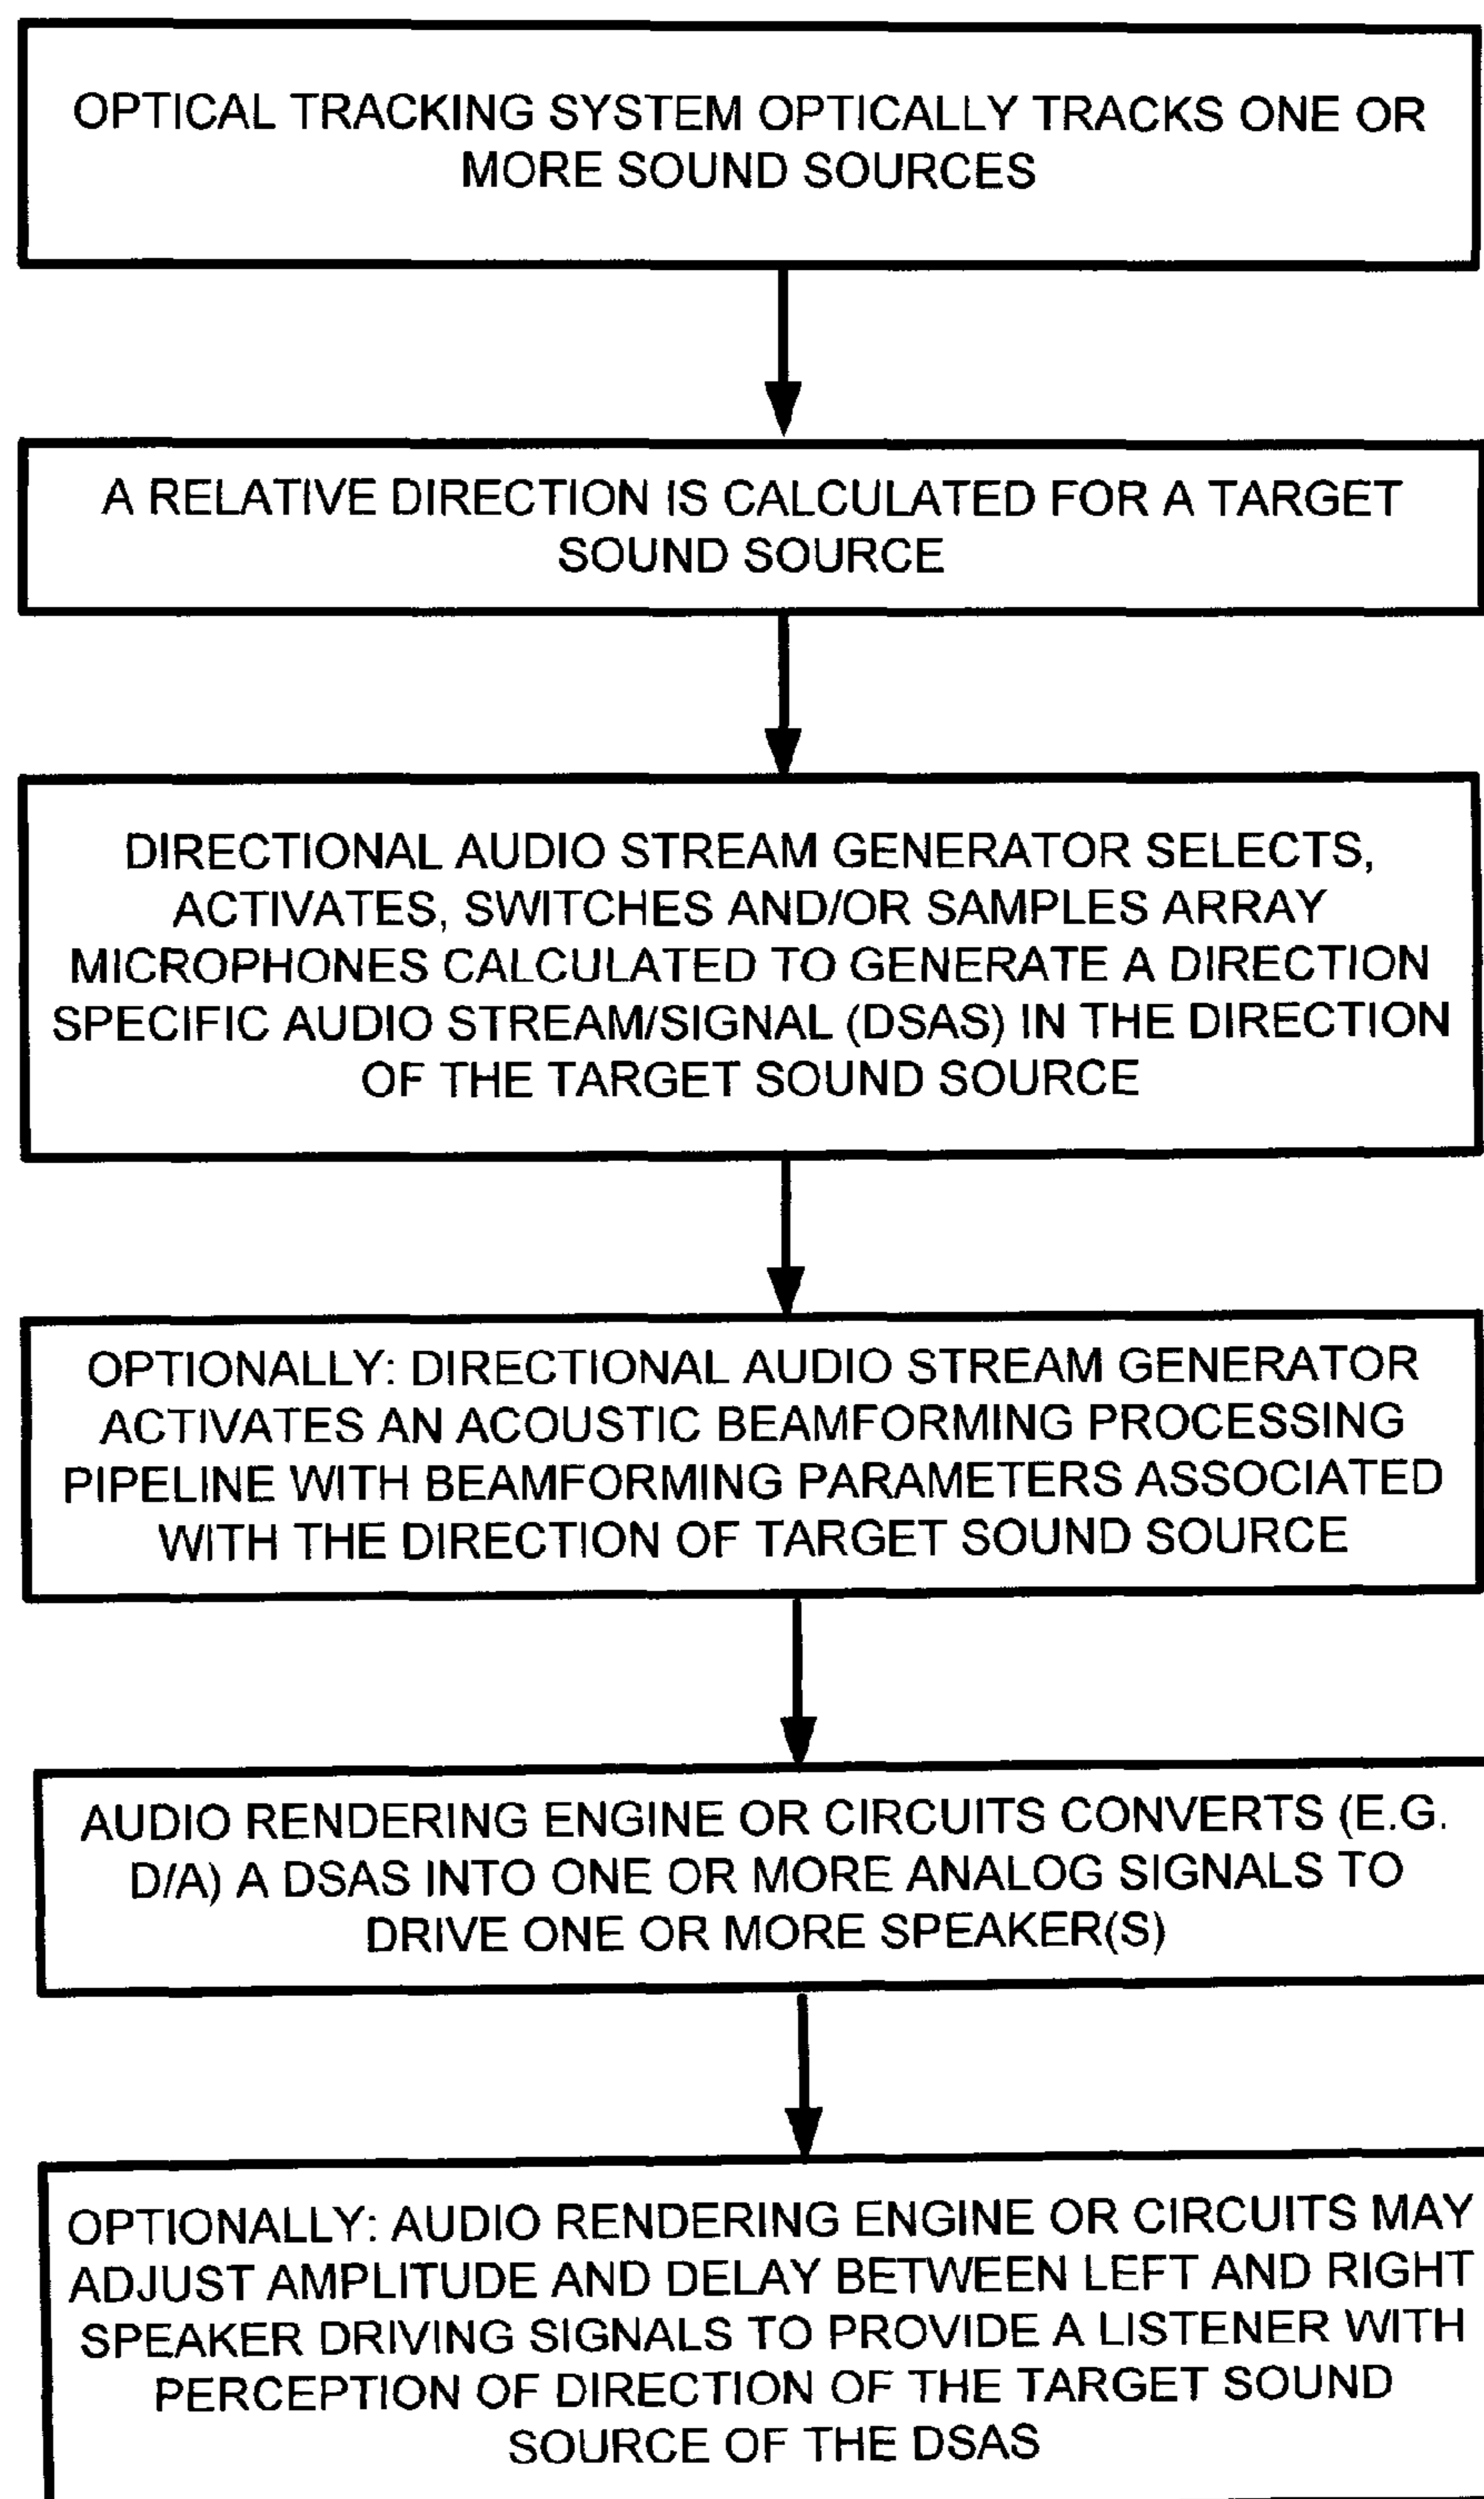 OPTICAL TRACKING SYSTEM OPTICALLY TRACKS ONE OR
MORE SOUND SOURCES
A RELATIVE DIRECTION IS CALCULATED FOR A TARGET
SOUND SOURCE
DIRECTIONAL AUDIO STREAM GENERATOR SELECTS,
ACTIVATES, SWITCHES AND/OR SAMPLES ARRAY
MICROPHONES CALCULATED TO GENERATE A DIRECTION
SPECIFIC AUDIO STREAM/SIGNAL (DSAS) IN THE DIRECTION
OF THE TARGET SOUND SOURCE
OPTIONALLY: DIRECTIONAL AUDIO STREAM GENERATOR
ACTIVATES AN ACOUSTIC BEAMFORMING PROCESSING
PIPELINE WITH BEAMFORMING PARAMETERS ASSOCIATED
WITH THE DIRECTION OF TARGET SOUND SOURCE
AUDIO RENDERING ENGINE OR CIRCUITS CONVERTS (E.G.
D/A) A DSAS INTO ONE OR MORE ANALOG SIGNALS TO
DRIVE ONE OR MORE SPEAKER(S)
OPTIONALLY: AUDIO RENDERING ENGINE OR CIRCUITS MAY
ADJUST AMPLITUDE AND DELAY BETWEEN LEFT AND RIGHT
SPEAKER DRIVING SIGNALS TO PROVIDE A LISTENER WITH
PERCEPTION OF DIRECTION OF THE TARGET SOUND
SOURCE OF THE DSAS